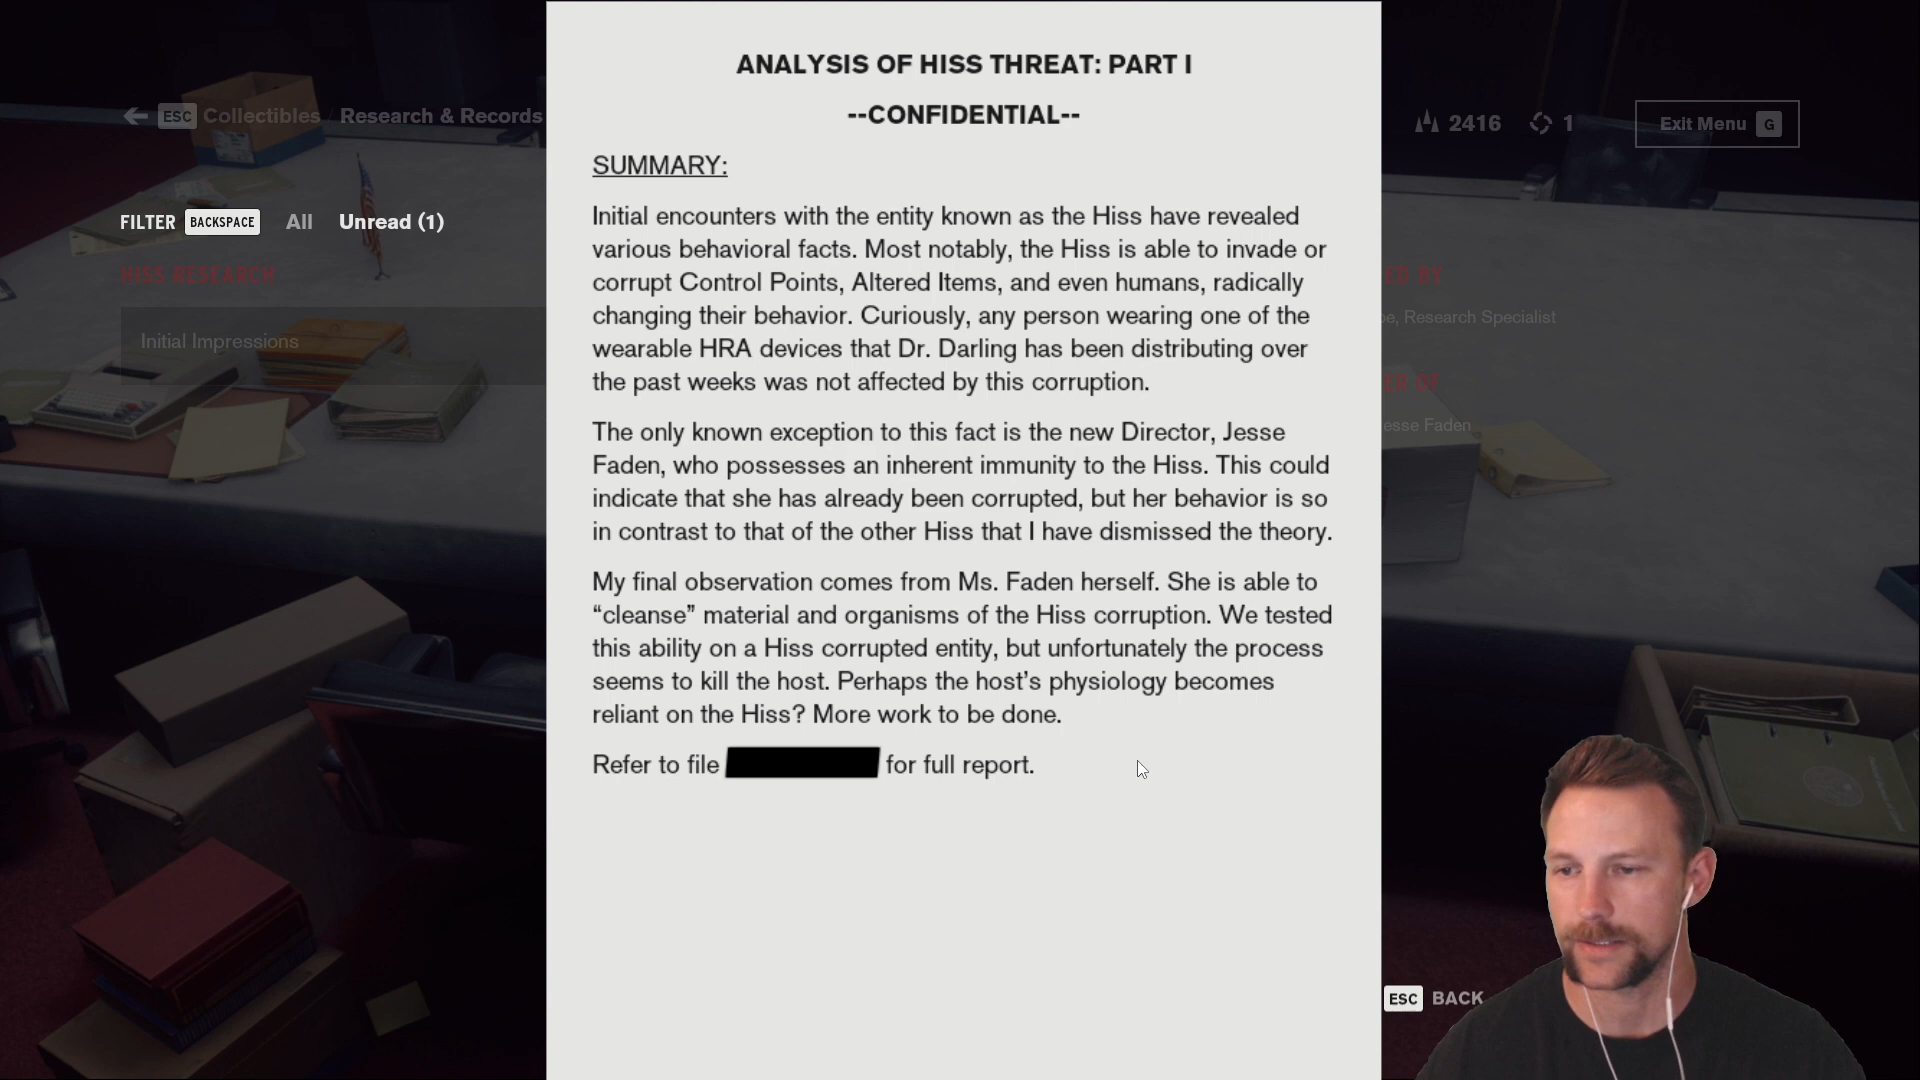 ANALYSIS OF HISS THREAT: PART I
--CONFIDENTIAL--
ESC Collectibles / Research & Records
2416
1
Exit Menu G
SUMMARY:
FILTER BACKSPACE All Unread (1)
Initial encounters with the entity known as the Hiss have revealed
various behavioral facts. Most notably, the Hiss is able to invade or
corrupt Control Points, Altered Items, and even humans, radically
changing their behavior. Curiously, any person wearing one of the
wearable HRA devices that Dr. Darling has been distributing over
the past weeks was not affected by this corruption.
The only known exception to this fact is the new Director, Jesse
Faden, who possesses an inherent immunity to the Hiss. This could
indicate that she has already been corrupted, but her behavior is so
in contrast to that of the other Hiss that I have dismissed the theory.
My final observation comes from Ms. Faden herself. She is able to
“cleanse” material and organisms of the Hiss corruption. We tested
this ability on a Hiss corrupted entity, but unfortunately the process
seems to kill the host. Perhaps the host’s physiology becomes
reliant on the Hiss? More work to be done.
Refer to file for full report.
HISS RESEARCH
Initial Impressions
ED BY
pe, Research Specialist
ER OF
esse Faden
ESC BACK